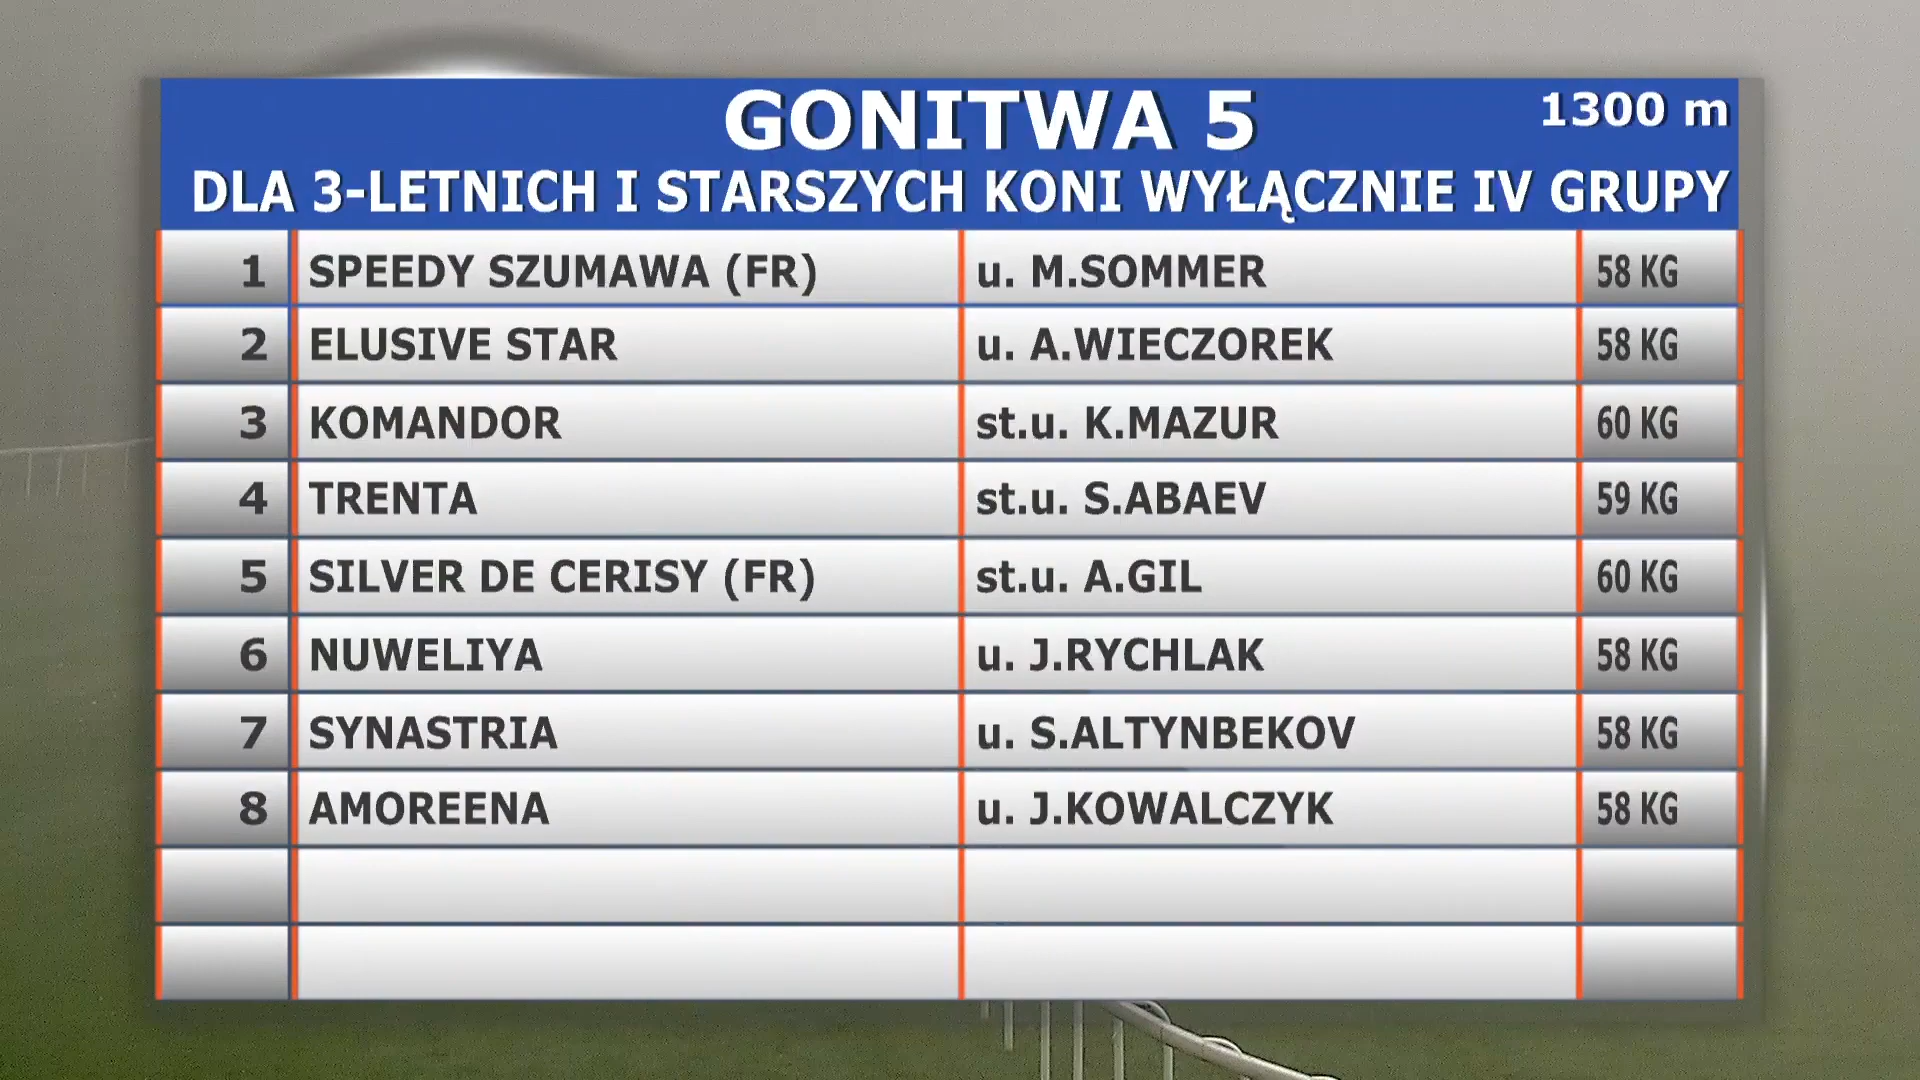 GONITWA 5 1300 m
DLA 3-LETNICH I STARSZYCH KONI WYŁĄCZNIE IV GRUPY
1 SPEEDY SZUMAWA (FR) u. M.SOMMER 58 KG
2 ELUSIVE STAR u. A.WIECZOREK 58 KG
3 KOMANDOR st.u. K.MAZUR 60 KG
4 TRENTA st.u. S.ABAEV 59 KG
5 SILVER DE CERISY (FR) st.u. A.GIL 60 KG
6 NUWELIYA u. J.RYCHLAK 58 KG
7 SYNASTRIA u. S.ALTYNBEKOV 58 KG
8 AMOREENA u. J.KOWALCZYK 58 KG